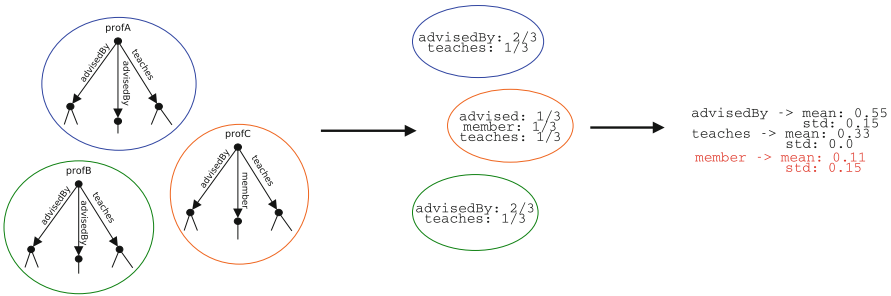 profA
advisedBy
advisedBy
teaches
profB
advisedBy
advisedBy
teaches
profC
advisedBy
member
teaches
advisedBy: 2/3
teaches: 1/3
advised: 1/3
member: 1/3
teaches: 1/3
advisedBy: 2/3
teaches: 1/3
advisedBy -> mean: 0.55
std: 0.15
teaches -> mean: 0.33
std: 0.0
member -> mean: 0.11
std: 0.15